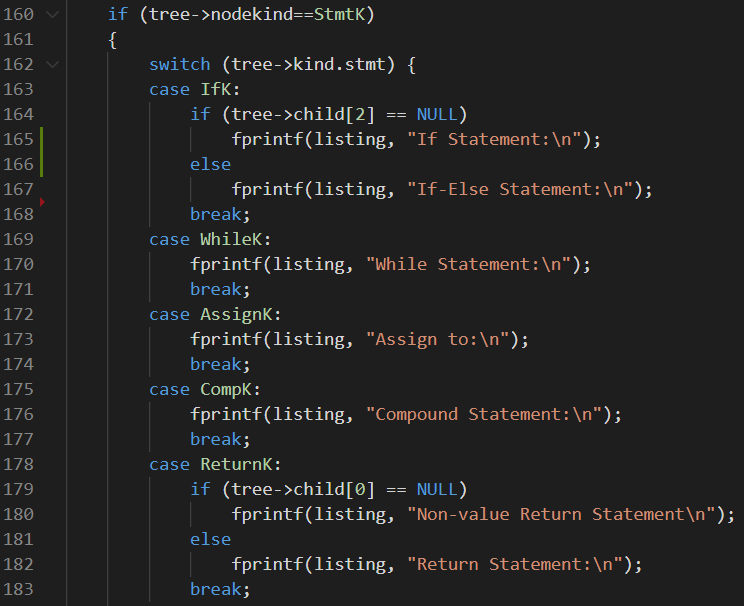 160 if (tree->nodekind==StmtK)
161 {
162 switch (tree->kind.stmt) {
163 case IfK:
164 if (tree->child[2] == NULL)
165 fprintf(listing, "If Statement:\n");
166 else
167 fprintf(listing, "If-Else Statement:\n");
168 break;
169 case WhileK:
170 fprintf(listing, "While Statement:\n");
171 break;
172 case AssignK:
173 fprintf(listing, "Assign to:\n");
174 break;
175 case CompK:
176 fprintf(listing, "Compound Statement:\n");
177 break;
178 case ReturnK:
179 if (tree->child[0] == NULL)
180 fprintf(listing, "Non-value Return Statement\n");
181 else
182 fprintf(listing, "Return Statement:\n");
183 break;